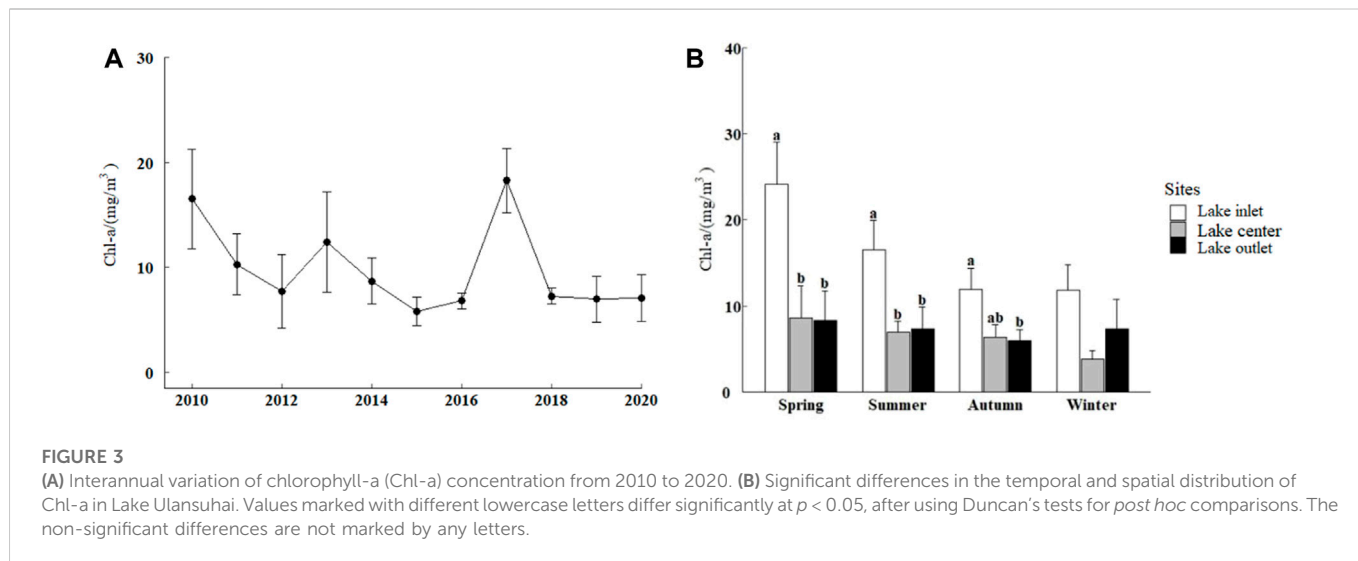 A
30
20
10
0
Chl-a/(mg/m³)
2010 2012 2014 2016 2018 2020
B
40
30
20
10
0
Chl-a/(mg/m³)
a
b b
a
b b
a
ab b
Spring Summer Autumn Winter
Sites
Lake inlet
Lake center
Lake outlet
FIGURE 3
(A) Interannual variation of chlorophyll-a (Chl-a) concentration from 2010 to 2020. (B) Significant differences in the temporal and spatial distribution of
Chl-a in Lake Ulansuhai. Values marked with different lowercase letters differ significantly at p < 0.05, after using Duncan's tests for post hoc comparisons. The
non-significant differences are not marked by any letters.